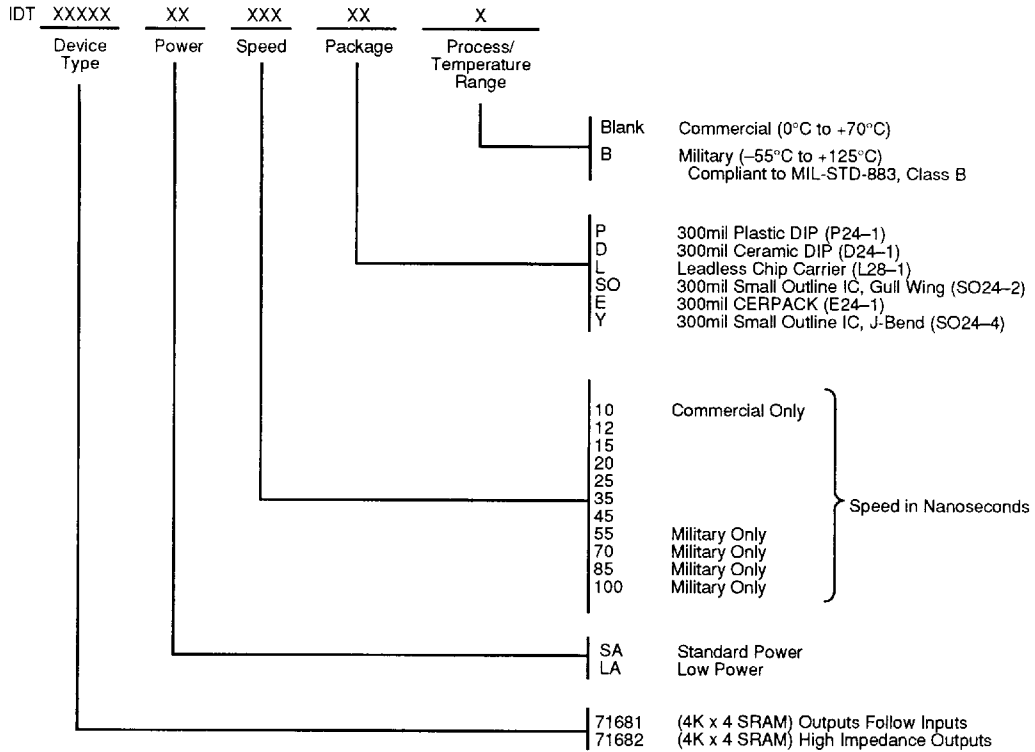 IDT XXXXX XX XXX XX X
Device Type Power Speed Package Process/ Temperature Range
Blank Commercial (0°C to +70°C)
B Military (–55°C to +125°C)
Compliant to MIL-STD-883, Class B
P 300mil Plastic DIP (P24–1)
D 300mil Ceramic DIP (D24–1)
L Leadless Chip Carrier (L28–1)
SO 300mil Small Outline IC, Gull Wing (SO24–2)
E 300mil CERPACK (E24–1)
Y 300mil Small Outline IC, J-Bend (SO24–4)
10 Commercial Only
12
15
20
25
35
45
Speed in Nanoseconds
55 Military Only
70 Military Only
85 Military Only
100 Military Only
SA Standard Power
LA Low Power
71681 (4K x 4 SRAM) Outputs Follow Inputs
71682 (4K x 4 SRAM) High Impedance Outputs